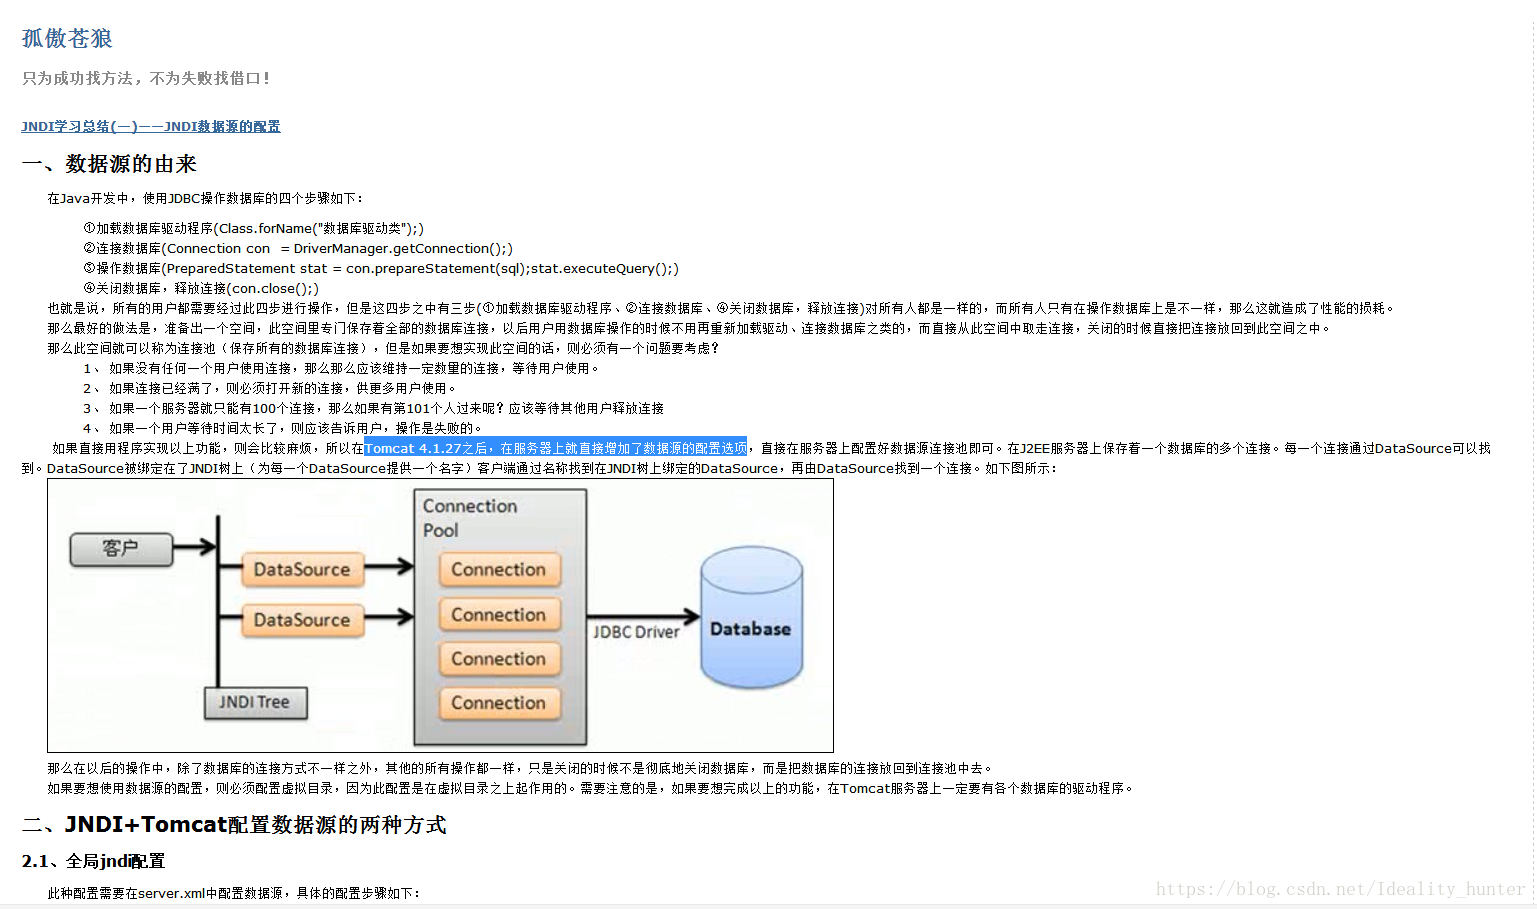 孤傲苍狼
只为成功找方法，不为失败找借口！
JNDI学习总结(一)——JNDI数据源的配置
一、数据源的由来
在Java开发中，使用JDBC操作数据库的四个步骤如下：
①加载数据库驱动程序(Class.forName("数据库驱动类");)
②连接数据库(Connection con  = DriverManager.getConnection();)
③操作数据库(PreparedStatement stat = con.prepareStatement(sql);stat.executeQuery();)
④关闭数据库，释放连接(con.close();)
也就是说，所有的用户都需要经过此四步进行操作，但是这四步之中有三步(①加载数据库驱动程序、②连接数据库、④关闭数据库，释放连接)对所有人都是一样的，而所有人只有在操作数据库上是不一样，那么这就造成了性能的损耗。
那么最好的做法是，准备出一个空间，此空间里专门保存着全部的数据库连接，以后用户用数据库操作的时候不用再重新加载驱动、连接数据库之类的，而直接从此空间中取走连接，关闭的时候直接把连接放回到此空间之中。
那么此空间就可以称为连接池（保存所有的数据库连接），但是如果要想实现此空间的话，则必须有一个问题要考虑？
1、 如果没有任何一个用户使用连接，那么那么应该维持一定数量的连接，等待用户使用。
2、 如果连接已经满了，则必须打开新的连接，供更多用户使用。
3、 如果一个服务器就只能有100个连接，那么如果有第101个人过来呢？应该等待其他用户释放连接
4、 如果一个用户等待时间太长了，则应该告诉用户，操作是失败的。
如果直接用程序实现以上功能，则会比较麻烦，所以在Tomcat 4.1.27之后，在服务器上就直接增加了数据源的配置选项，直接在服务器上配置好数据源连接池即可。在J2EE服务器上保存着一个数据库的多个连接。每一个连接通过DataSource可以找
到。DataSource被绑定在了JNDI树上（为每一个DataSource提供一个名字）客户端通过名称找到在JNDI树上绑定的DataSource，再由DataSource找到一个连接。如下图所示：
Connection
Pool
客户
DataSource
Connection
DataSource
Connection
JDBC Driver
Database
Connection
JNDI Tree
Connection
那么在以后的操作中，除了数据库的连接方式不一样之外，其他的所有操作都一样，只是关闭的时候不是彻底地关闭数据库，而是把数据库的连接放回到连接池中去。
如果要想使用数据源的配置，则必须配置虚拟目录，因为此配置是在虚拟目录之上起作用的。需要注意的是，如果要想完成以上的功能，在Tomcat服务器上一定要有各个数据库的驱动程序。
二、JNDI+Tomcat配置数据源的两种方式
2.1、全局jndi配置
此种配置需要在server.xml中配置数据源，具体的配置步骤如下：
https://blog.csdn.net/Ideality_hunter